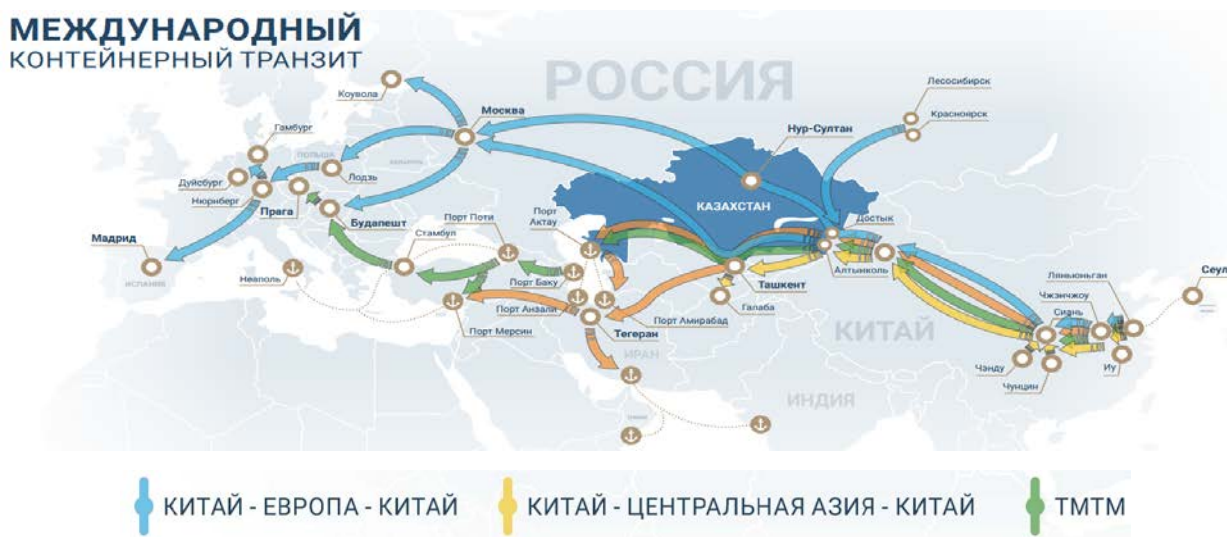 МЕЖДУНАРОДНЫЙ
КОНТЕЙНЕРНЫЙ ТРАНЗИТ
РОССИЯ
Лесосибирск
Красноярск
Коувола
Москва
Нур-Султан
Гамбург
ПОЛЬША
Дуйсбург
Лодзь
Нюрнберг
КАЗАХСТАН
Прага
Будапешт
Порт Поти
Порт
Актау
Достык
Мадрид
Стамбул
Ляньюньган
Сеул
Неаполь
Порт Баку
Ташкент
Алтынколь
Чжэнчжоу
ИСПАНИЯ
Порт Анзали
Порт Амирабад
Галаба
Сиань
Порт Мерсин
Тегеран
КИТАЙ
ИРАН
Чэнду
Чунцин
Иу
ИНДИЯ
КИТАЙ - ЕВРОПА - КИТАЙ
КИТАЙ - ЦЕНТРАЛЬНАЯ АЗИЯ - КИТАЙ
ТМТМ